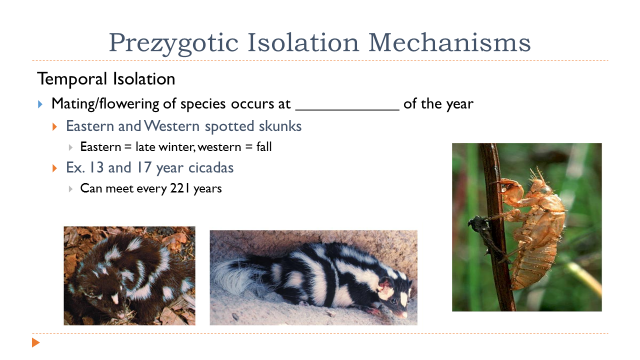 Prezygotic Isolation Mechanisms
Temporal Isolation
Mating/flowering of species occurs at _____________ of the year
Eastern and Western spotted skunks
Eastern = late winter, western = fall
Ex. 13 and 17 year cicadas
Can meet every 221 years